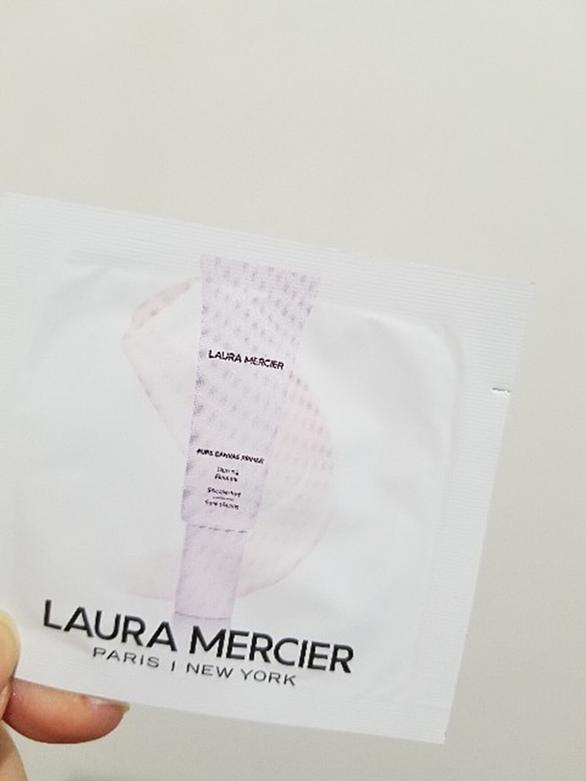 LAURA MERCIER
PURE CANVAS PRIMER
LAURA MERCIER
PARIS | NEW YORK